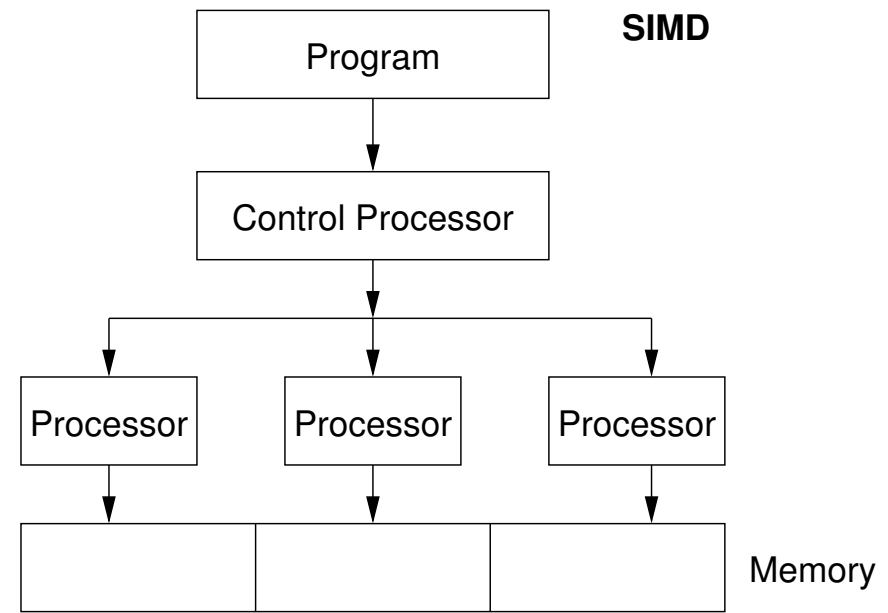 SIMD
Program
Control Processor
Processor
Processor
Processor
Memory